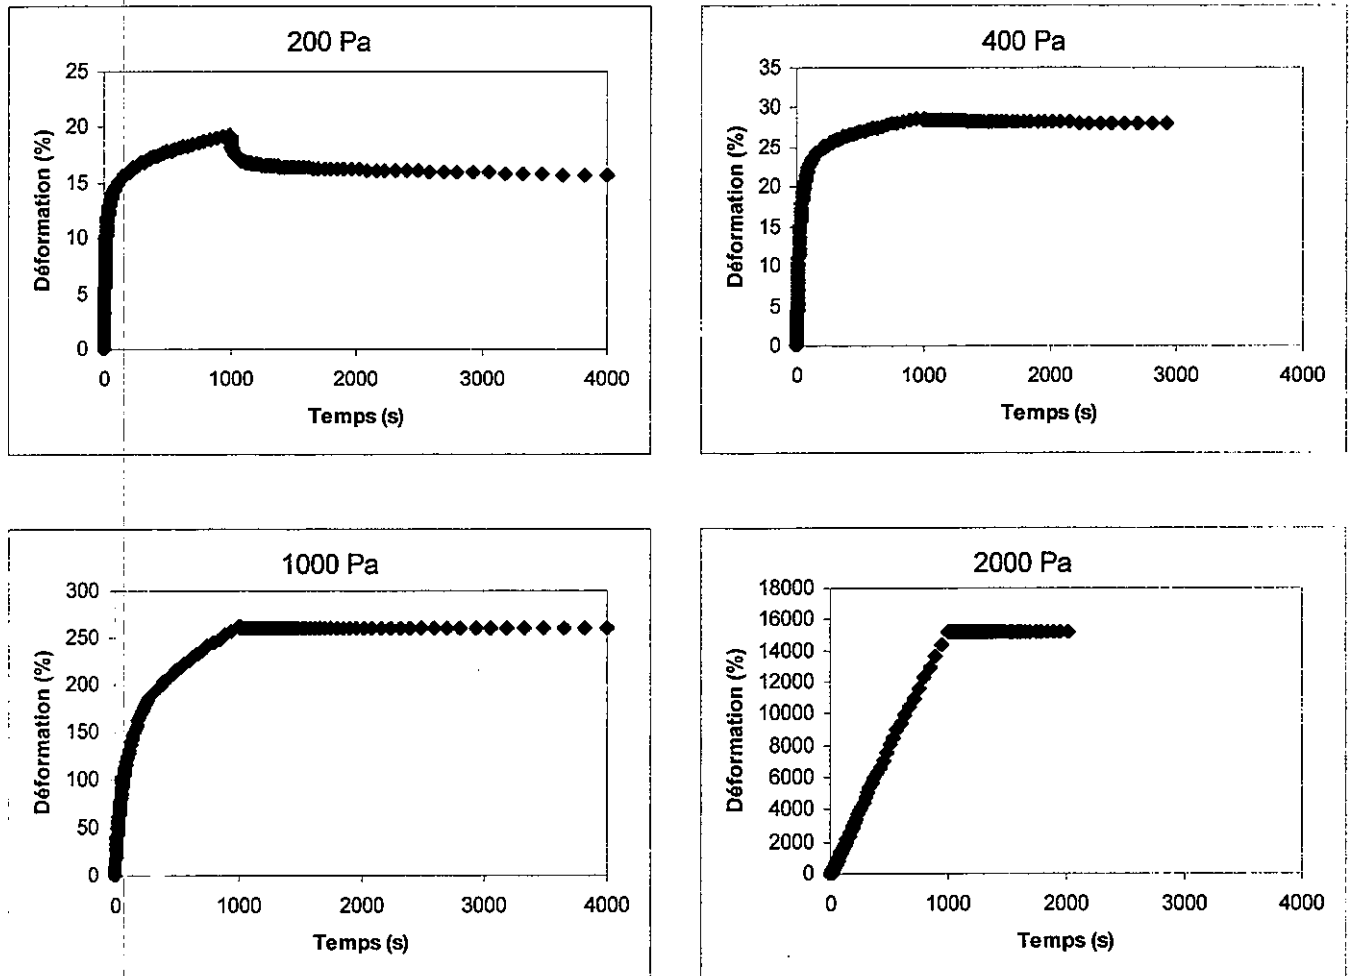 200 Pa
25
20
15
10
5
0
Déformation (%)
0 1000 2000 3000 4000
Temps (s)
400 Pa
35
30
25
20
15
10
5
0
Déformation (%)
0 1000 2000 3000 4000
Temps (s)
1000 Pa
300
250
200
150
100
50
0
Déformation (%)
0 1000 2000 3000 4000
Temps (s)
2000 Pa
18000
16000
14000
12000
10000
8000
6000
4000
2000
0
Déformation (%)
0 1000 2000 3000 4000
Temps (s)